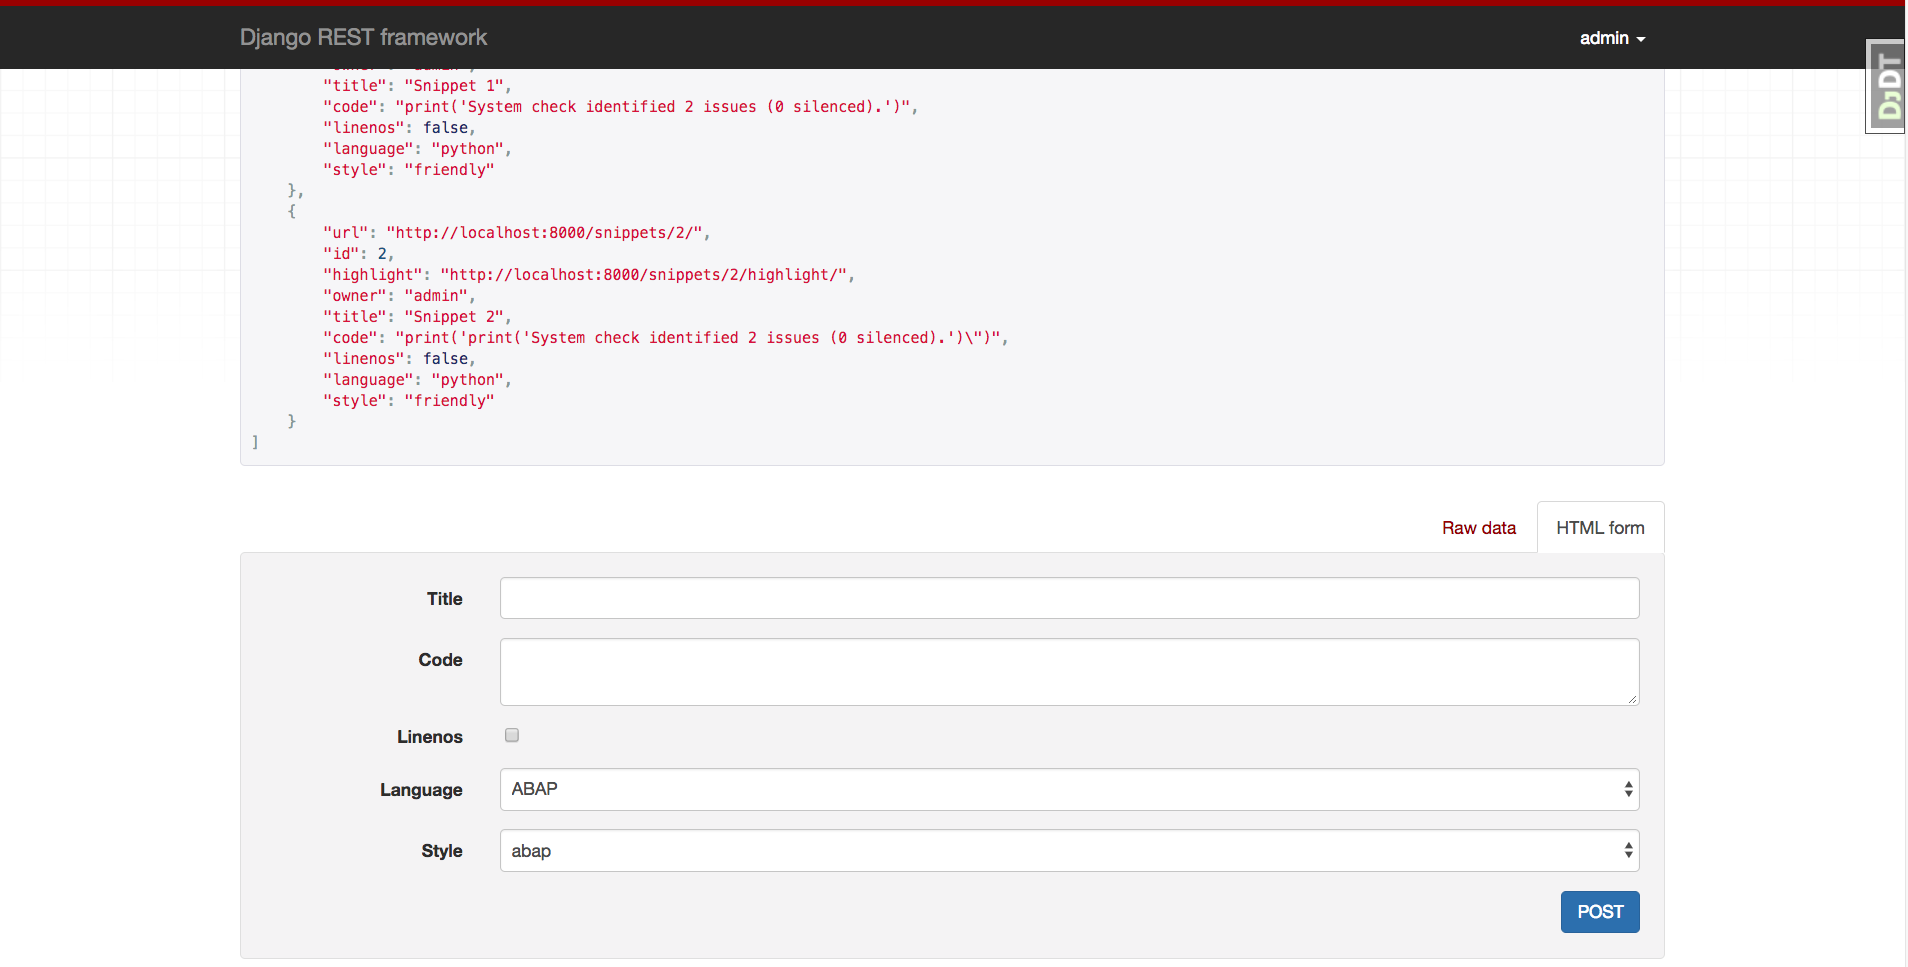 Django REST framework
admin
DJDT
"title": "Snippet 1",
"code": "print('System check identified 2 issues (0 silenced).')",
"linenos": false,
"language": "python",
"style": "friendly"
},
{
"url": "http://localhost:8000/snippets/2/",
"id": 2,
"highlight": "http://localhost:8000/snippets/2/highlight/",
"owner": "admin",
"title": "Snippet 2",
"code": "print('print('System check identified 2 issues (0 silenced).')\")",
"linenos": false,
"language": "python",
"style": "friendly"
}
]
Raw data
HTML form
Title
Code
Linenos
Language
ABAP
Style
abap
POST